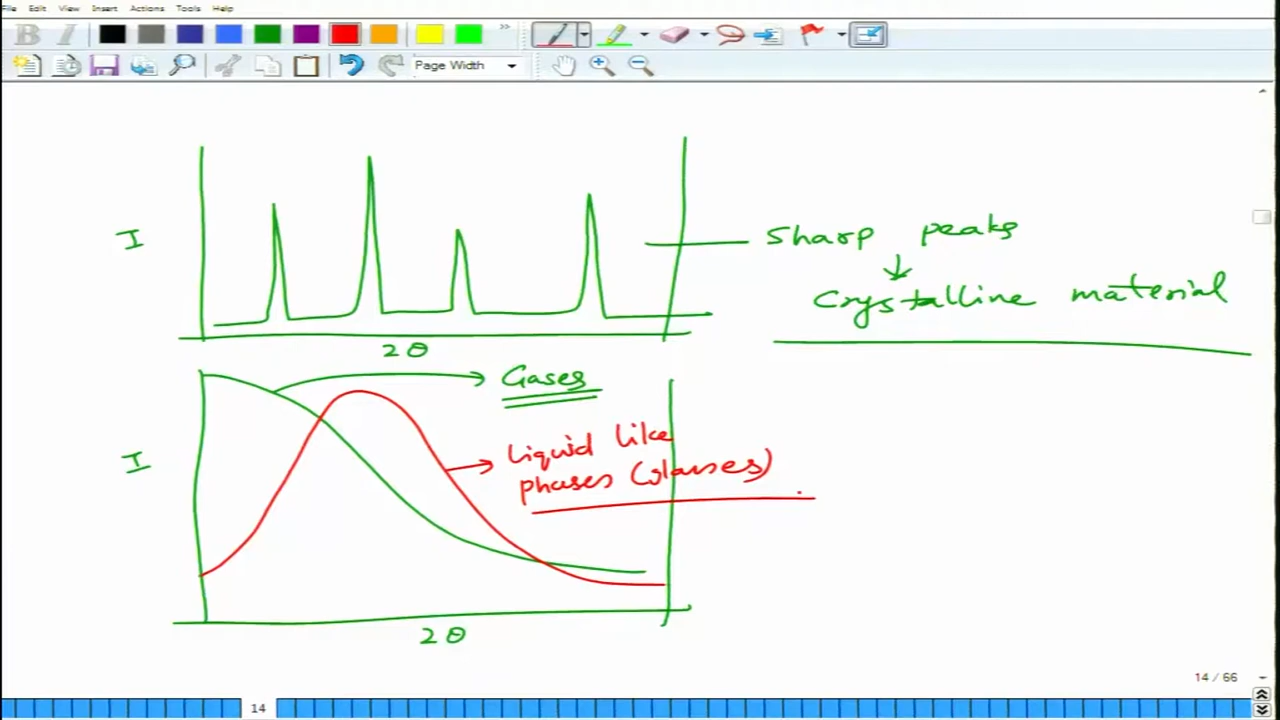 File Edit View Insert Actions Tools Help
B I
Page Width
I
sharp peaks
crystalline material
2θ
Gases
I
Liquid like
phases (glasses)
2θ
14 / 66
14